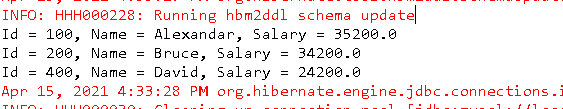 INFO: HHH000228: Running hbm2ddl schema update
Id = 100, Name = Alexandar, Salary = 35200.0
Id = 200, Name = Bruce, Salary = 34200.0
Id = 400, Name = David, Salary = 24200.0
Apr 15, 2021 4:33:28 PM org.hibernate.engine.jdbc.connections.i